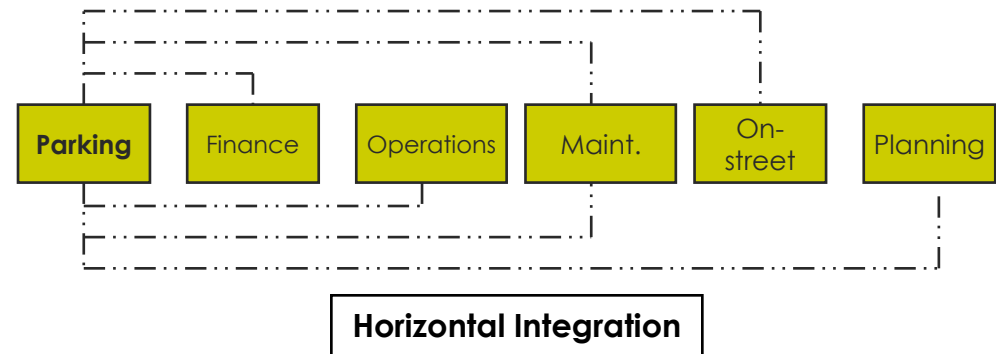 Parking
Finance
Operations
Maint.
On-
street
Planning
Horizontal Integration